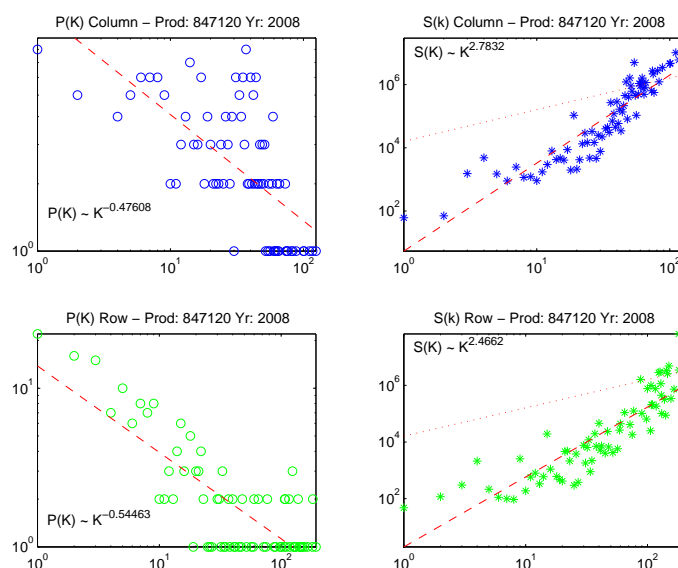 P(K) Column – Prod: 847120 Yr: 2008
P(K) ~ K^−0.47608
10^0
10^0
10^1
10^2
S(k) Column – Prod: 847120 Yr: 2008
S(K) ~ K^2.7832
10^6
10^4
10^2
10^0
10^1
10^2
P(K) Row – Prod: 847120 Yr: 2008
10^1
P(K) ~ K^−0.54463
10^0
10^0
10^1
10^2
S(k) Row – Prod: 847120 Yr: 2008
S(K) ~ K^2.4662
10^6
10^4
10^2
10^0
10^1
10^2